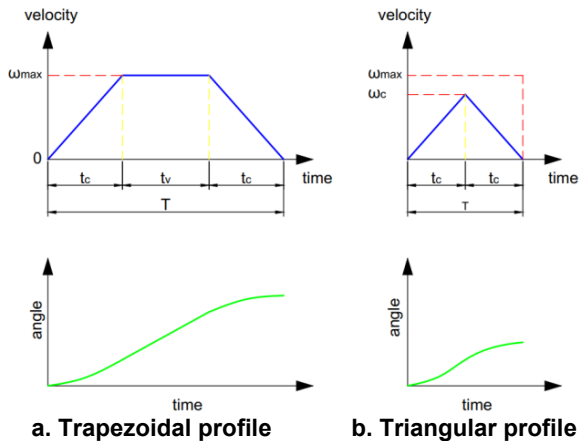 velocity
ωmax
0
tc
tv
tc
time
T
angle
time
a. Trapezoidal profile
velocity
ωmax
ωc
tc
tc
time
T
angle
time
b. Triangular profile